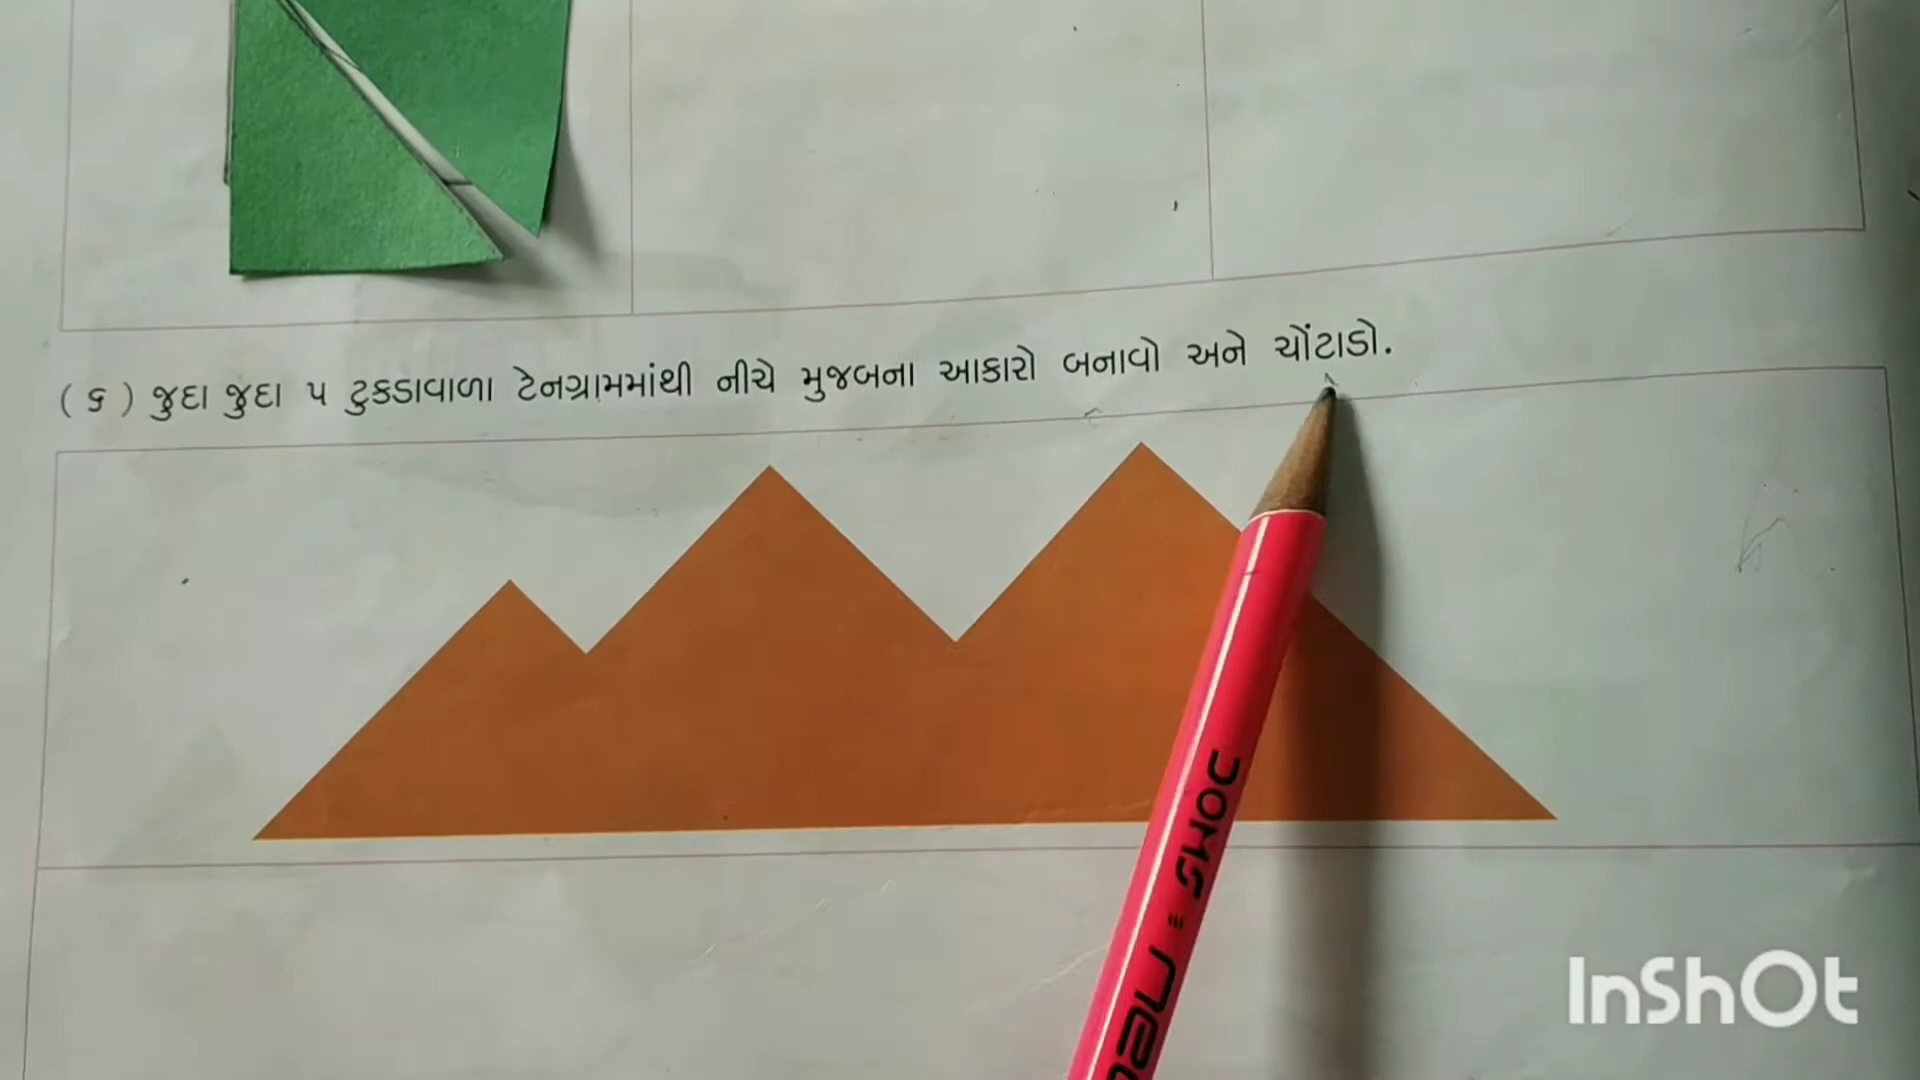 (૬) જુદા જુદા ૫ ટુકડાવાળા ટેનગ્રામમાંથી નીચે મુજબના આકારો બનાવો અને ચોંટાડો.
DOMS
InShOt